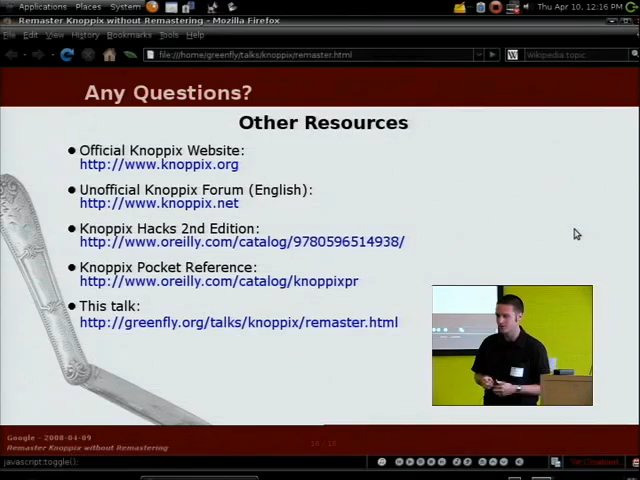 Applications Places System
Thu Apr 10, 12:16 PM
Remaster Knoppix without Remastering - Mozilla Firefox
File Edit View History Bookmarks Tools Help
file:///home/greenfly/talks/knoppix/remaster.html
Wikipedia topic
Any Questions?
Other Resources
● Official Knoppix Website:
http://www.knoppix.org
● Unofficial Knoppix Forum (English):
http://www.knoppix.net
● Knoppix Hacks 2nd Edition:
http://www.oreilly.com/catalog/9780596514938/
● Knoppix Pocket Reference:
http://www.oreilly.com/catalog/knoppixpr
● This talk:
http://greenfly.org/talks/knoppix/remaster.html
Google - 2008-04-09
Remaster Knoppix without Remastering
javascript:toggle();